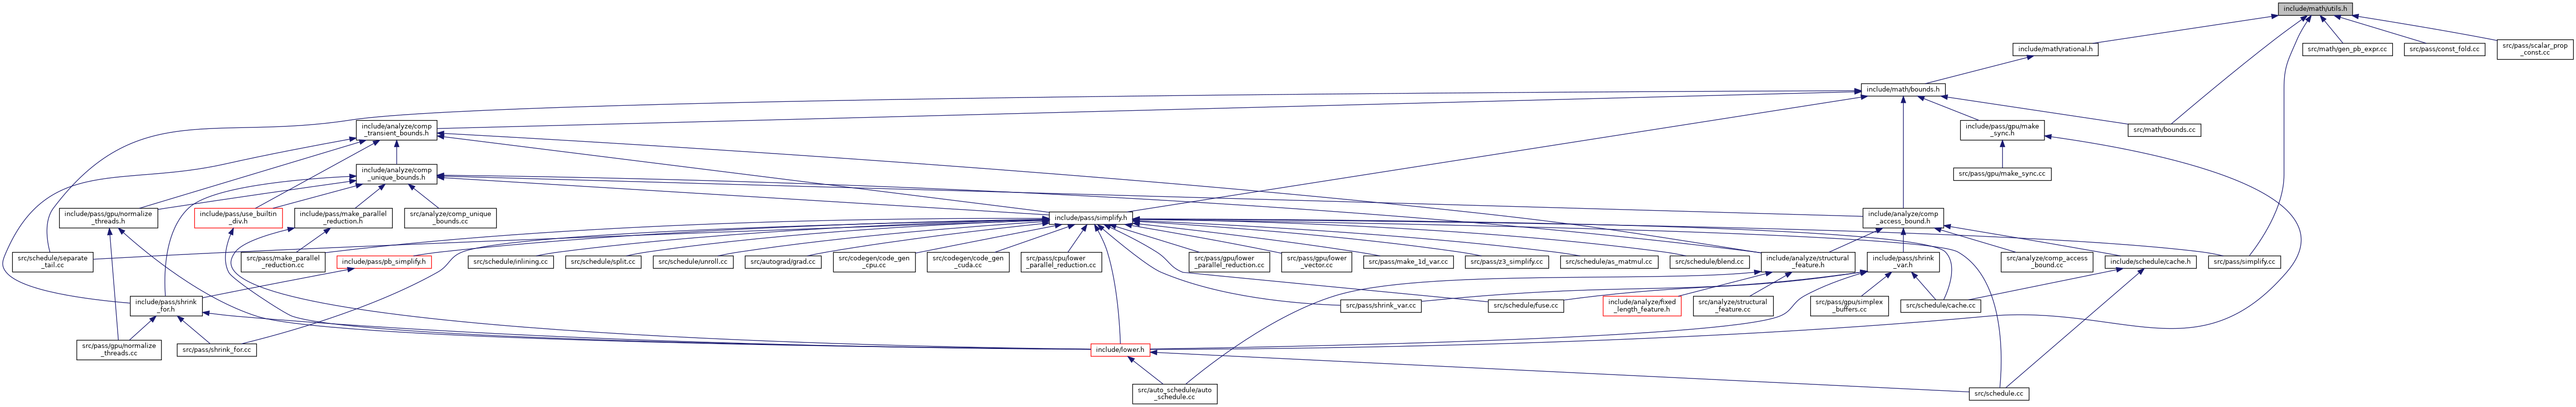 include/math/utils.h
include/math/rational.h
src/math/gen_pb_expr.cc
src/pass/const_fold.cc
src/pass/scalar_prop
_const.cc
include/math/bounds.h
include/analyze/comp
_transient_bounds.h
include/pass/gpu/make
_sync.h
src/math/bounds.cc
include/analyze/comp
_unique_bounds.h
src/pass/gpu/make_sync.cc
include/pass/gpu/normalize
_threads.h
include/pass/use_builtin
_div.h
include/pass/make_parallel
_reduction.h
src/analyze/comp_unique
_bounds.cc
include/pass/simplify.h
include/analyze/comp
_access_bound.h
src/schedule/separate
_tail.cc
src/pass/make_parallel
_reduction.cc
include/pass/pb_simplify.h
src/schedule/inlining.cc
src/schedule/split.cc
src/schedule/unroll.cc
src/autograd/grad.cc
src/codegen/code_gen
_cpu.cc
src/codegen/code_gen
_cuda.cc
src/pass/cpu/lower
_parallel_reduction.cc
src/pass/gpu/lower
_parallel_reduction.cc
src/pass/gpu/lower
_vector.cc
src/pass/make_1d_var.cc
src/pass/z3_simplify.cc
src/schedule/as_matmul.cc
src/schedule/blend.cc
include/analyze/structural
_feature.h
include/pass/shrink
_var.h
src/analyze/comp_access
_bound.cc
include/schedule/cache.h
src/pass/simplify.cc
include/pass/shrink
_for.h
src/pass/shrink_var.cc
src/schedule/fuse.cc
include/analyze/fixed
_length_feature.h
src/analyze/structural
_feature.cc
src/pass/gpu/simplex
_buffers.cc
src/schedule/cache.cc
src/pass/gpu/normalize
_threads.cc
src/pass/shrink_for.cc
include/lower.h
src/auto_schedule/auto
_schedule.cc
src/schedule.cc